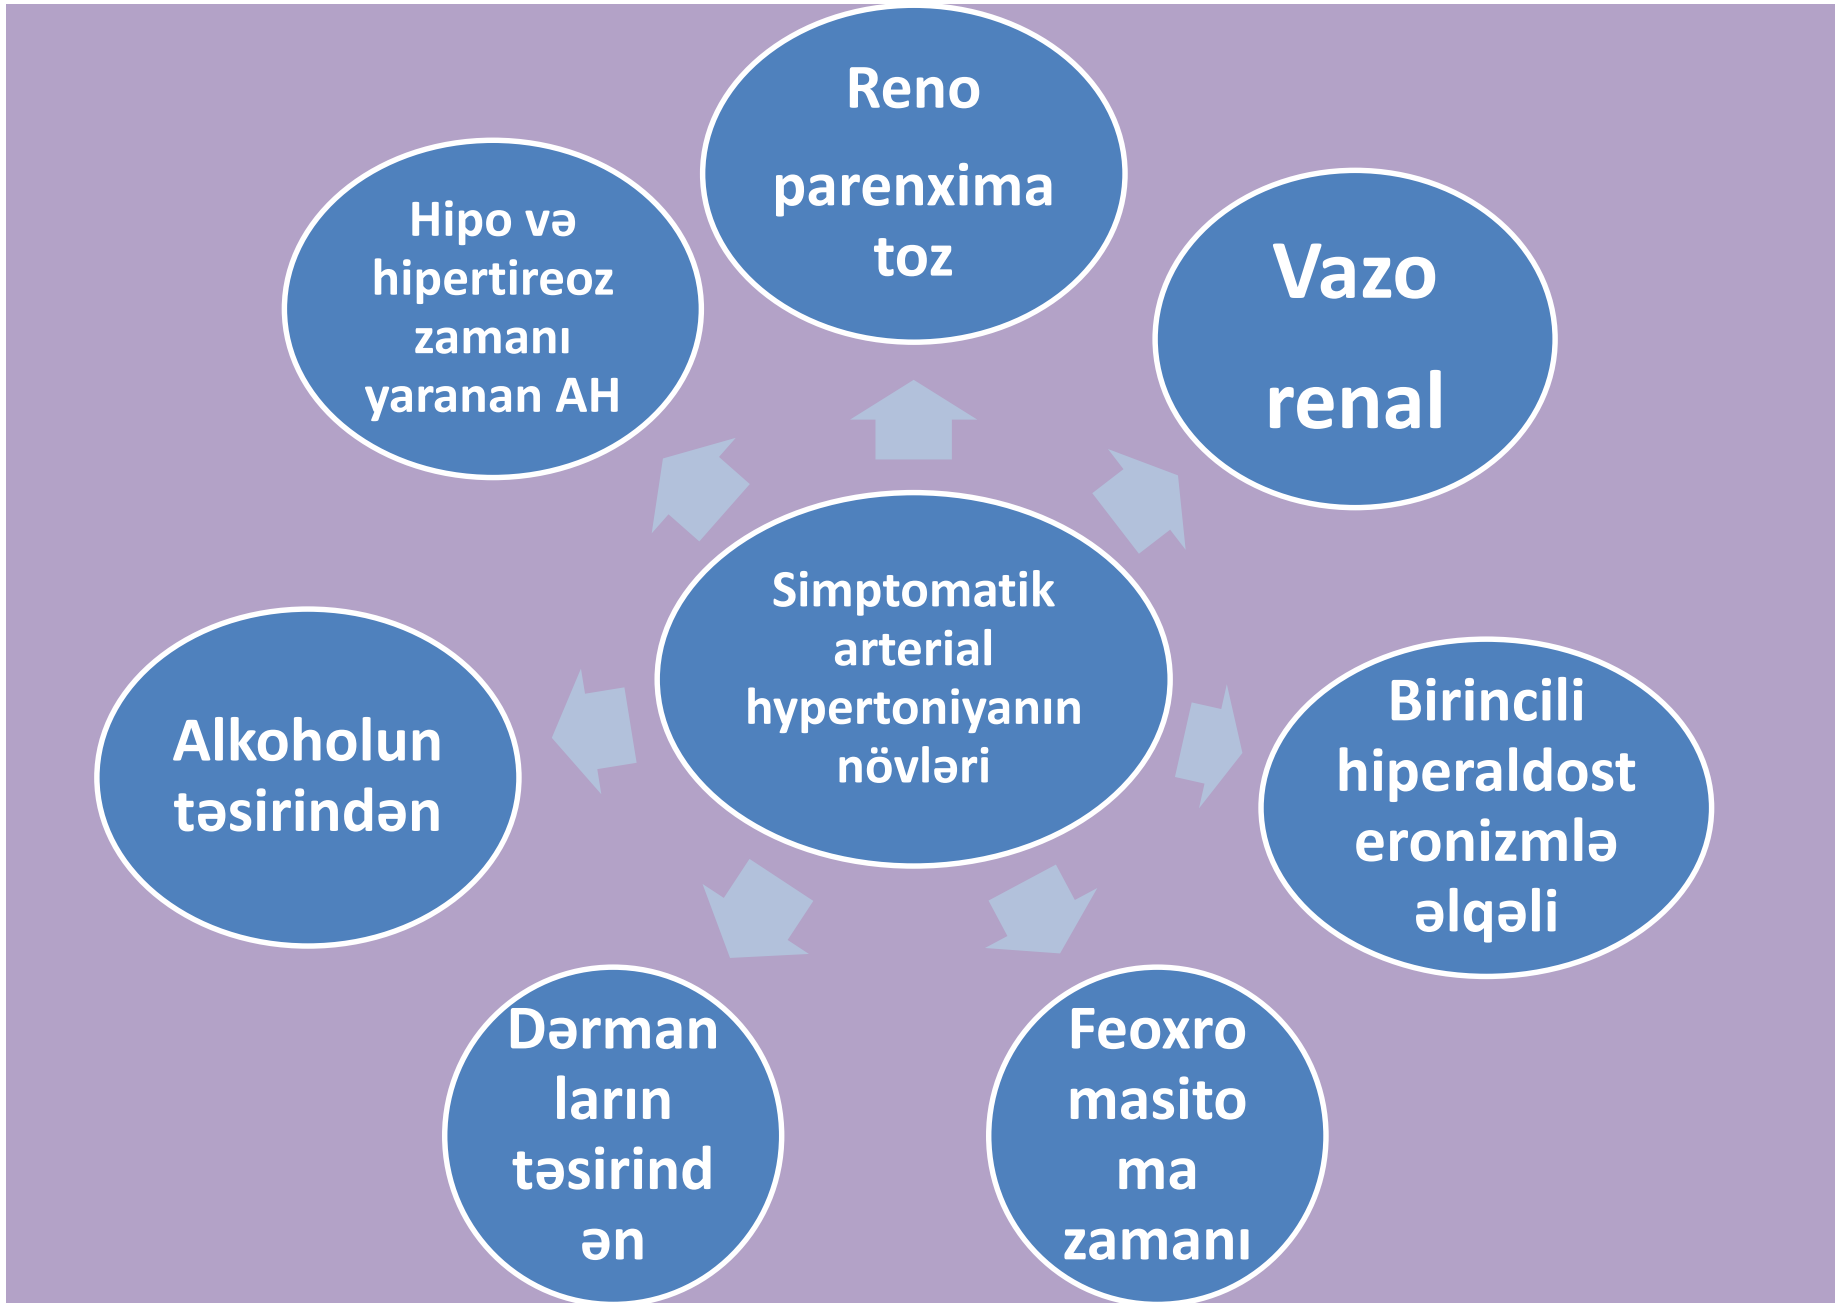 Reno
parenxima
toz
Vazo
renal
Birincili
hiperaldost
eronizmlə
əlqəli
Feoxro
masito
ma
zamanı
Dərman
ların
təsirind
ən
Alkoholun
təsirindən
Hipo və
hipertireoz
zamanı
yaranan AH
Simptomatik
arterial
hypertoniyanın
növləri